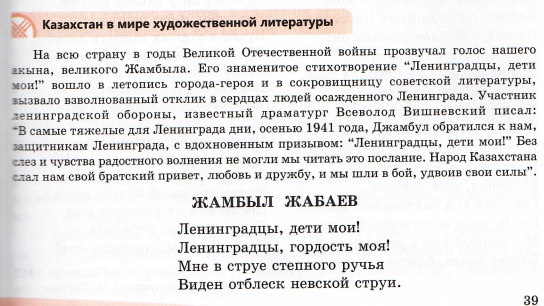 Казахстан в мире художественной литературы
На всю страну в годы Великой Отечественной войны прозвучал голос нашего
акына, великого Жамбыла. Его знаменитое стихотворение “Ленинградцы, дети
мои!” вошло в летопись города-героя и в сокровищницу советской литературы,
вызвало взволнованный отклик в сердцах людей осажденного Ленинграда. Участник
ленинградской обороны, известный драматург Всеволод Вишневский писал:
“В самые тяжелые для Ленинграда дни, осенью 1941 года, Джамбул обратился к нам,
защитникам Ленинграда, с вдохновенным призывом: “Ленинградцы, дети мои!” Без
слез и чувства радостного волнения не могли мы читать это послание. Народ Казахстана
слал нам свой братский привет, любовь и дружбу, и мы шли в бой, удвоив свои силы”.
ЖАМБЫЛ ЖАБАЕВ
Ленинградцы, дети мои!
Ленинградцы, гордость моя!
Мне в струе степного ручья
Виден отблеск невской струи.
39